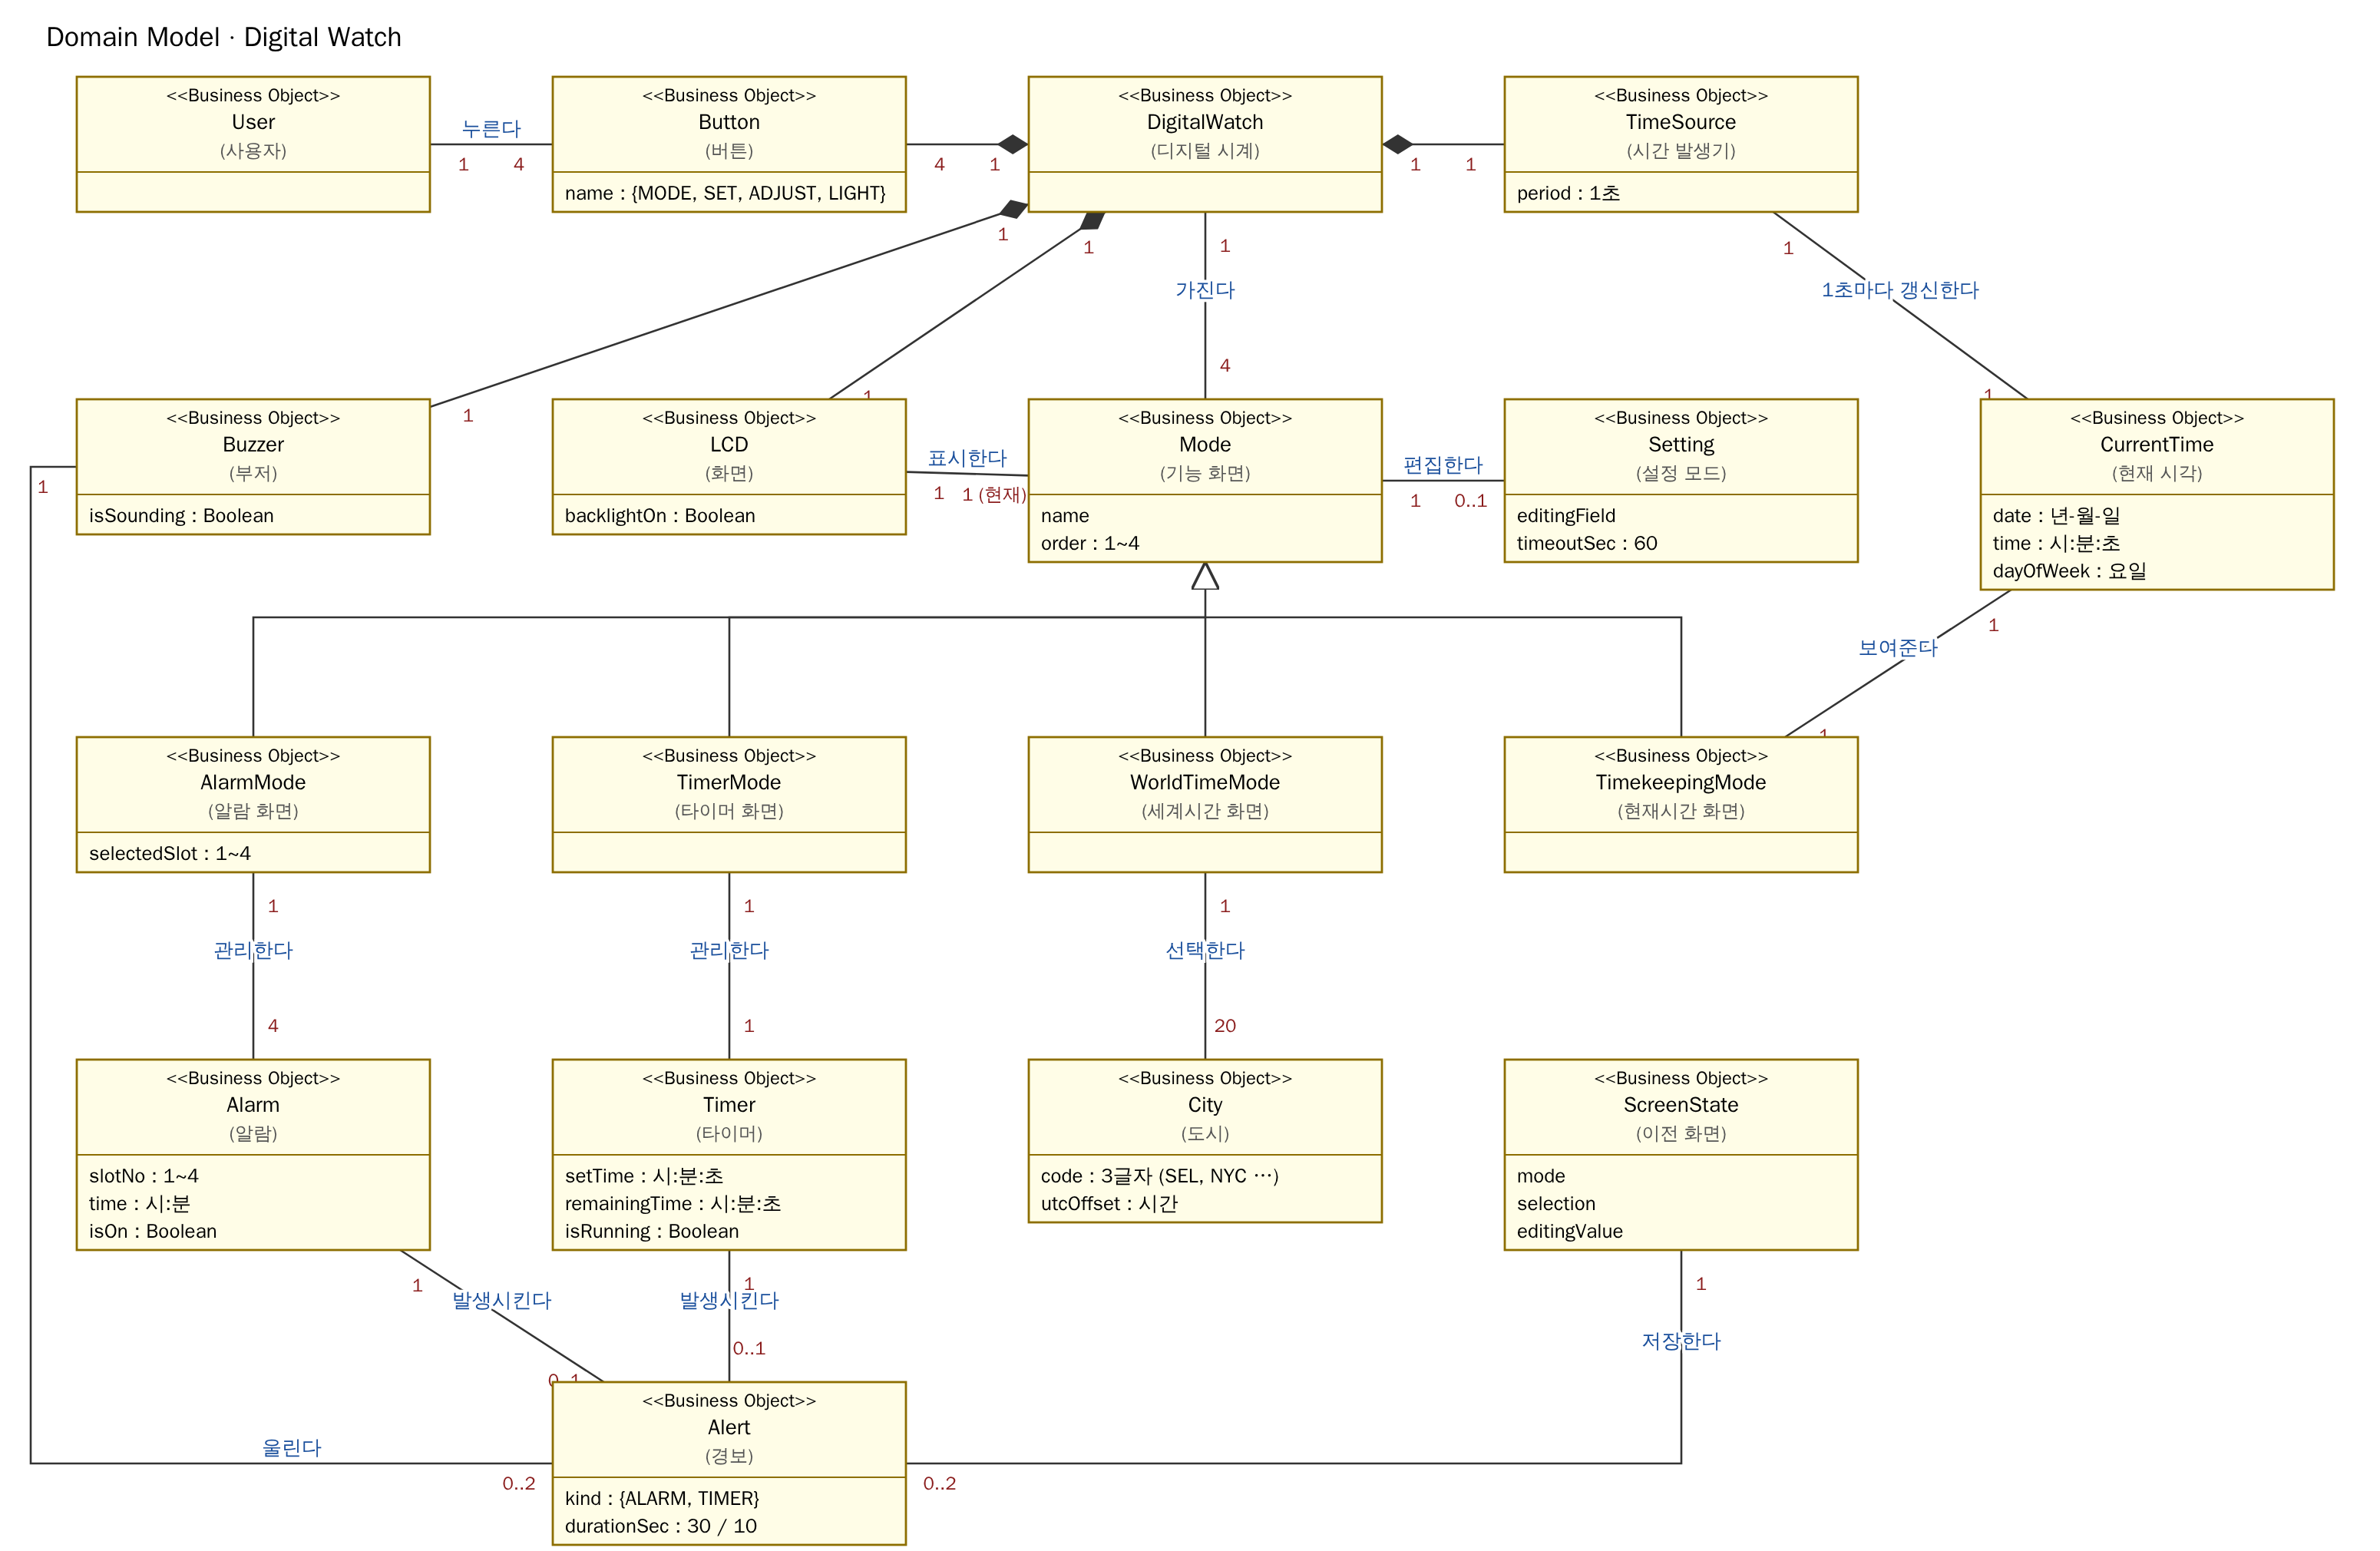 Domain Model · Digital Watch
<<Business Object>>
User
(사용자)
누른다
1
4
<<Business Object>>
Button
(버튼)
name : {MODE, SET, ADJUST, LIGHT}
4
1
<<Business Object>>
DigitalWatch
(디지털 시계)
1
1
<<Business Object>>
TimeSource
(시간 발생기)
period : 1초
1
1
1
가진다
4
1
1초마다 갱신한다
1
<<Business Object>>
Buzzer
(부저)
isSounding : Boolean
1
1
1
<<Business Object>>
LCD
(화면)
backlightOn : Boolean
표시한다
1
1 (현재)
<<Business Object>>
Mode
(기능 화면)
name
order : 1~4
편집한다
1
0..1
<<Business Object>>
Setting
(설정 모드)
editingField
timeoutSec : 60
<<Business Object>>
CurrentTime
(현재 시각)
date : 년-월-일
time : 시:분:초
dayOfWeek : 요일
1
보여준다
1
<<Business Object>>
AlarmMode
(알람 화면)
selectedSlot : 1~4
<<Business Object>>
TimerMode
(타이머 화면)
<<Business Object>>
WorldTimeMode
(세계시간 화면)
<<Business Object>>
TimekeepingMode
(현재시간 화면)
1
관리한다
4
1
관리한다
1
1
선택한다
20
<<Business Object>>
Alarm
(알람)
slotNo : 1~4
time : 시:분
isOn : Boolean
<<Business Object>>
Timer
(타이머)
setTime : 시:분:초
remainingTime : 시:분:초
isRunning : Boolean
<<Business Object>>
City
(도시)
code : 3글자 (SEL, NYC ⋯)
utcOffset : 시간
<<Business Object>>
ScreenState
(이전 화면)
mode
selection
editingValue
1
발생시킨다
0..1
1
발생시킨다
0..1
1
저장한다
울린다
0..2
<<Business Object>>
Alert
(경보)
kind : {ALARM, TIMER}
durationSec : 30 / 10
0..2